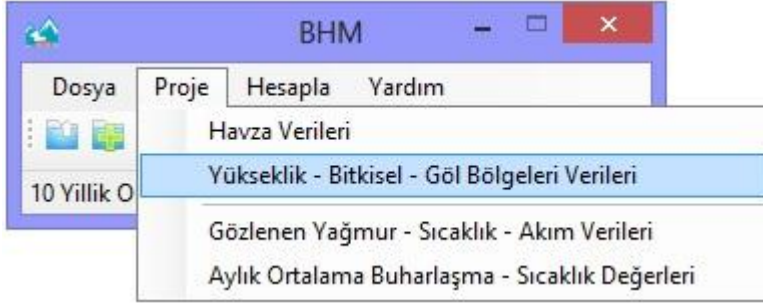 BHM
Dosya Proje Hesapla Yardım
Havza Verileri
Yükseklik - Bitkisel - Göl Bölgeleri Verileri
10 Yillik O
Gözlenen Yağmur - Sıcaklık - Akım Verileri
Aylık Ortalama Buharlaşma - Sıcaklık Değerleri